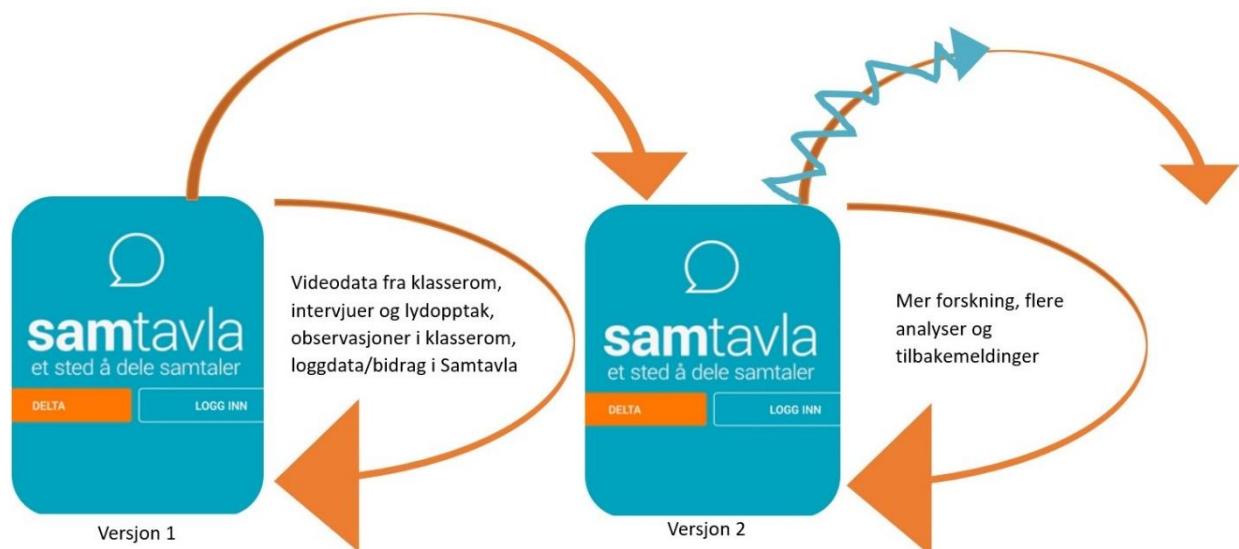 samtavla
et sted å dele samtaler
DELTA
LOGG INN
Versjon 1
Videodata fra klasserom,
intervjuer og lydopptak,
observasjoner i klasserom,
loggdata/bidrag i Samtavla
samtavla
et sted å dele samtaler
DELTA
LOGG INN
Versjon 2
Mer forskning, flere
analyser og
tilbakemeldinger